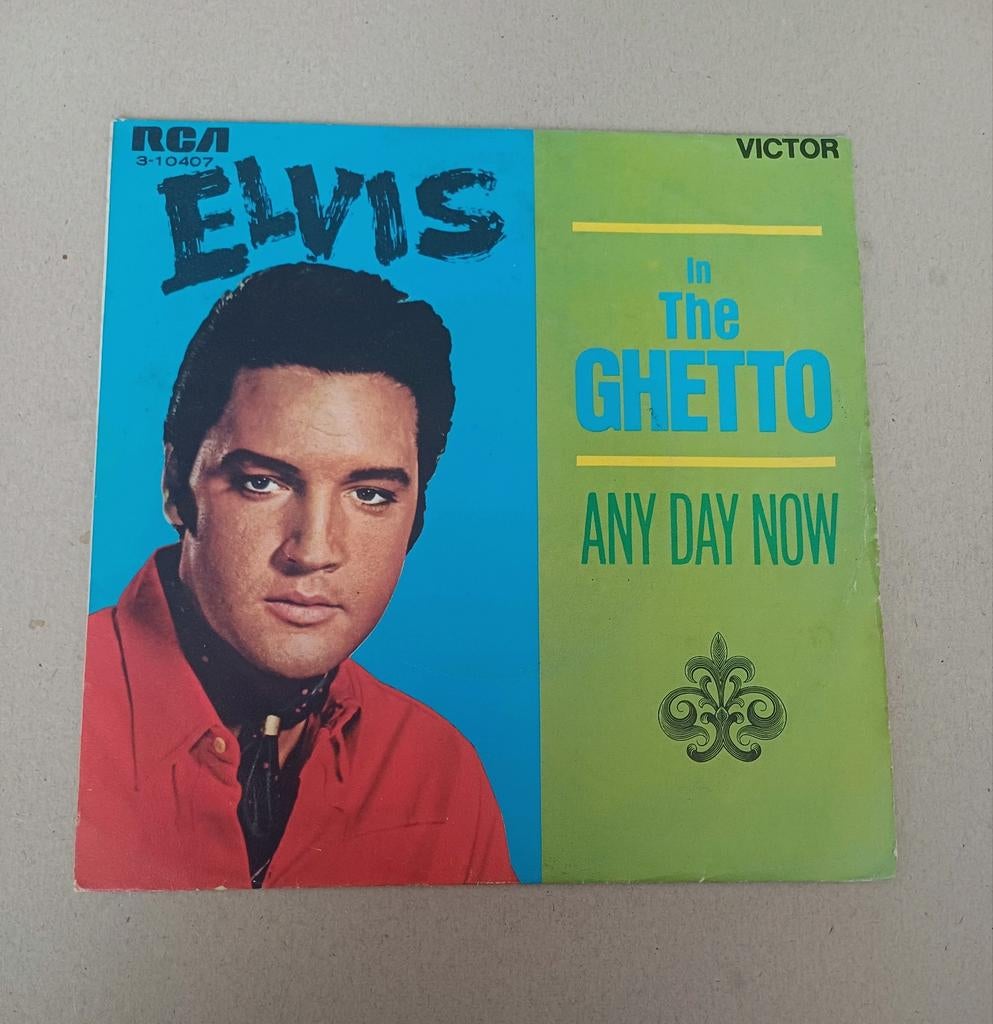 RCA
3-10407
ELVIS
VICTOR
In
The
GHETTO
ANY DAY NOW